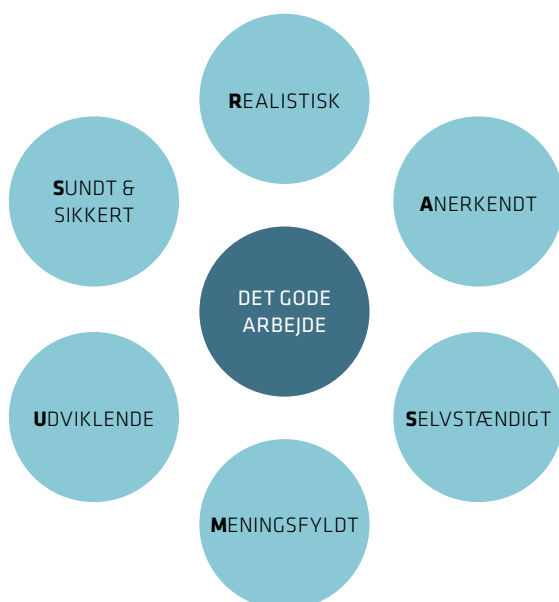 REALISTISK
SUNDT &
SIKKERT
ANERKENDT
DET GODE
ARBEJDE
UDVIKLENDE
SELVSTÆNDIGT
MENINGSFYLDT